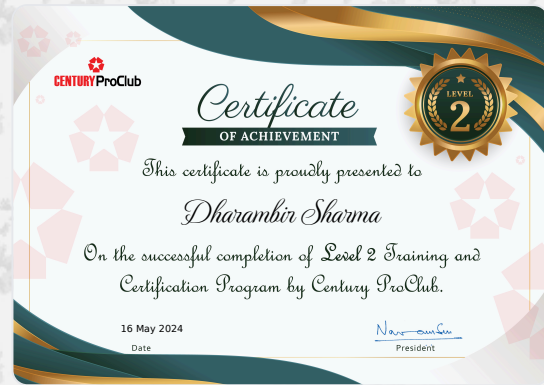 CENTURY ProClub
Certificate
OF ACHIEVEMENT
LEVEL
2
This certificate is proudly presented to
Dharambir Sharma
On the successful completion of Level 2 Training and
Certification Program by Century ProClub.
16 May 2024
Date
President